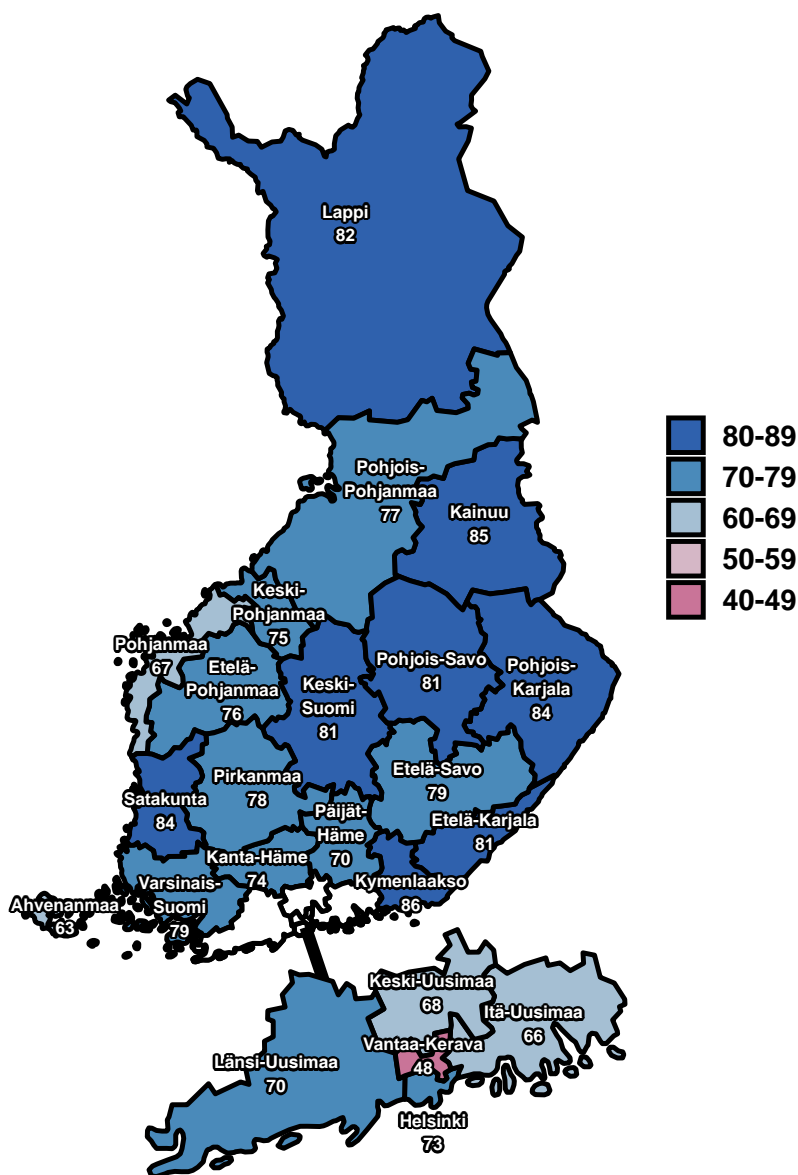 Lappi
82
80-89
70-79
60-69
50-59
40-49
Pohjois-
Pohjanmaa
77
Kainuu
85
Keski-
Pohjanmaa
75
Pohjanmaa
67
Etelä-
Pohjanmaa
76
Keski-
Suomi
81
Pohjois-Savo
81
Pohjois-
Karjala
84
Pirkanmaa
78
Etelä-Savo
79
Satakunta
84
Päijät-
Häme
70
Etelä-Karjala
81
Kanta-Häme
74
Kymenlaakso
86
Varsinais-
Suomi
79
Ahvenanmaa
63
Keski-Uusimaa
68
Itä-Uusimaa
66
Vantaa-Kerava
48
Länsi-Uusimaa
70
Helsinki
73